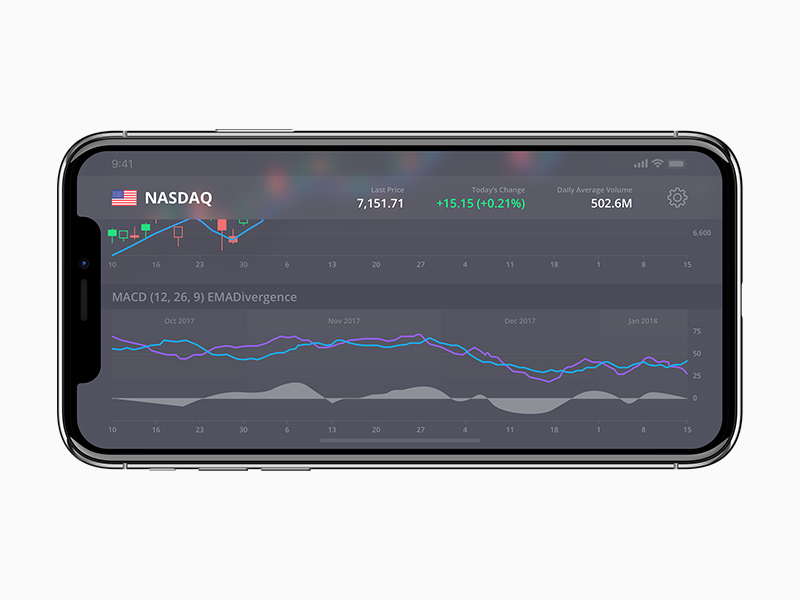 9:41
NASDAQ
Last Price
7,151.71
Today's Change
+15.15 (+0.21%)
Daily Average Volume
502.6M
6,600
10 16 23 30 6 13 20 27 4 11 18 1 8 15
MACD (12, 26, 9) EMADivergence
Oct 2017 Nov 2017 Dec 2017 Jan 2018
75
50
25
0
10 16 23 30 6 13 20 27 4 11 18 1 8 15